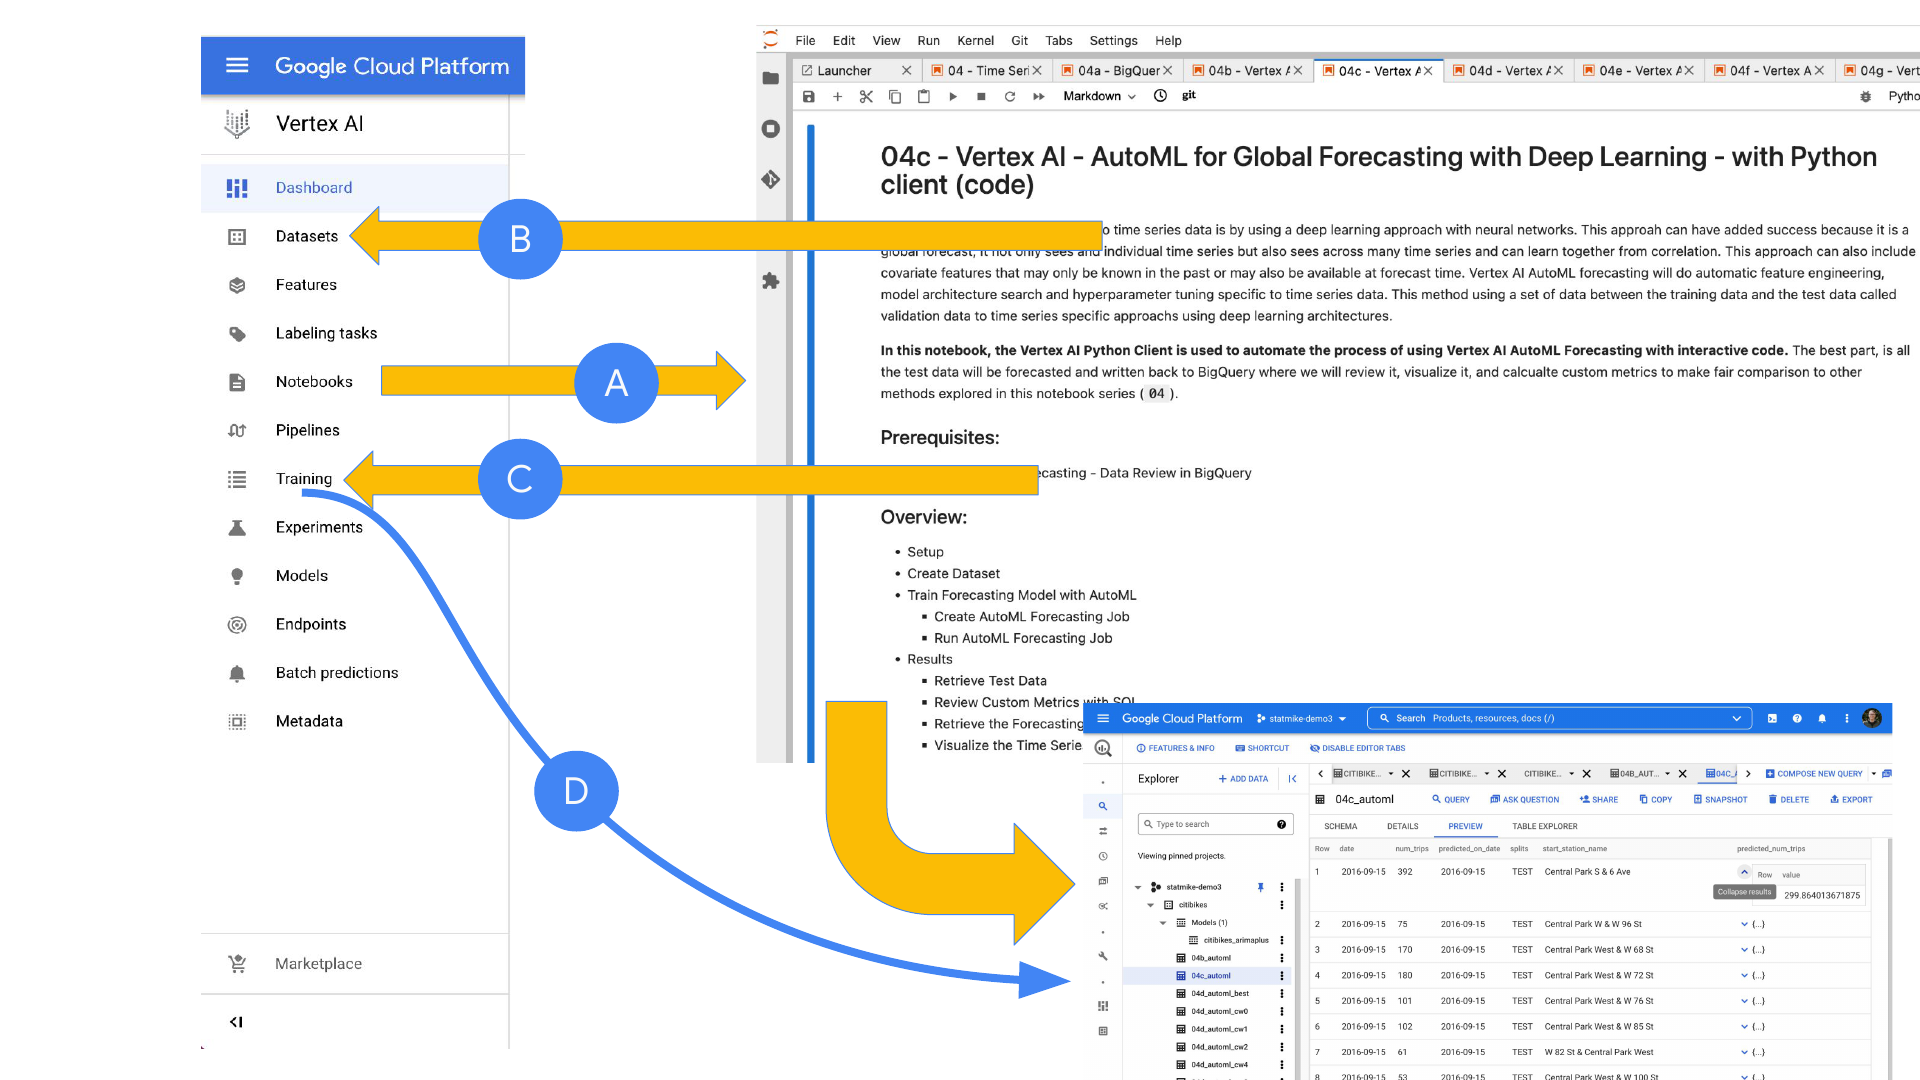 Google Cloud Platform
Vertex AI
Dashboard
Datasets
Features
Labeling tasks
Notebooks
Pipelines
Training
Experiments
Models
Endpoints
Batch predictions
Metadata
Marketplace
B
A
C
D
File Edit View Run Kernel Git Tabs Settings Help
Launcher 04 - Time Seri 04a - BigQuer 04b - Vertex A 04c - Vertex A 04d - Vertex A 04e - Vertex A 04f - Vertex A 04g - Vert
Markdown git Pytho
04c - Vertex AI - AutoML for Global Forecasting with Deep Learning - with Python
client (code)
o time series data is by using a deep learning approach with neural networks. This approah can have added success because it is a
global forecast, it not only sees and individual time series but also sees across many time series and can learn together from correlation. This approach can also include
covariate features that may only be known in the past or may also be available at forecast time. Vertex AI AutoML forecasting will do automatic feature engineering,
model architecture search and hyperparameter tuning specific to time series data. This method using a set of data between the training data and the test data called
validation data to time series specific approachs using deep learning architectures.
In this notebook, the Vertex AI Python Client is used to automate the process of using Vertex AI AutoML Forecasting with interactive code. The best part, is all
the test data will be forecasted and written back to BigQuery where we will review it, visualize it, and calcualte custom metrics to make fair comparison to other
methods explored in this notebook series ( 04 ).
Prerequisites:
ecasting - Data Review in BigQuery
Overview:
• Setup
• Create Dataset
• Train Forecasting Model with AutoML
▪ Create AutoML Forecasting Job
▪ Run AutoML Forecasting Job
• Results
▪ Retrieve Test Data
▪ Review Custom Metrics with SQL
▪ Retrieve the Forecasting
▪ Visualize the Time Serie
Google Cloud Platform statmike-demo3 Search Products, resources, docs (/)
FEATURES & INFO SHORTCUT DISABLE EDITOR TABS
Explorer + ADD DATA
Type to search
Viewing pinned projects.
statmike-demo3
citibikes
Models (1)
citibikes_arimaplus
04b_automl
04c_automl
04d_automl_best
04d_automl_cw0
04d_automl_cw1
04d_automl_cw2
04d_automl_cw4
CITIBIKE... CITIBIKE... CITIBIKE... 04B_AUT... 04C_A COMPOSE NEW QUERY
04c_automl QUERY ASK QUESTION SHARE COPY SNAPSHOT DELETE EXPORT
SCHEMA DETAILS PREVIEW TABLE EXPLORER
Row date num_trips predicted_on_date splits start_station_name predicted_num_trips
1 2016-09-15 392 2016-09-15 TEST Central Park S & 6 Ave Row value
Collapse results 299.864013671875
2 2016-09-15 75 2016-09-15 TEST Central Park W & W 96 St {...}
3 2016-09-15 170 2016-09-15 TEST Central Park West & W 68 St {...}
4 2016-09-15 180 2016-09-15 TEST Central Park West & W 72 St {...}
5 2016-09-15 101 2016-09-15 TEST Central Park West & W 76 St {...}
6 2016-09-15 102 2016-09-15 TEST Central Park West & W 85 St {...}
7 2016-09-15 61 2016-09-15 TEST W 82 St & Central Park West {...}
8 2016-09-15 53 2016-09-15 TEST Central Park West & W 100 St {...}